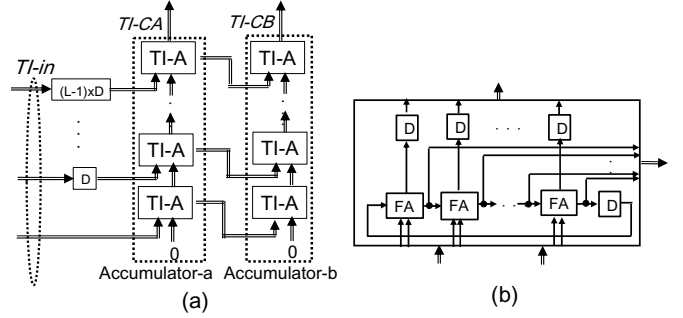 TI-CA TI-CB
TI-in
TI-A TI-A
(L-1)xD
TI-A TI-A
D
TI-A TI-A
0 0
Accumulator-a Accumulator-b
(a)
D D D
FA FA FA D
(b)